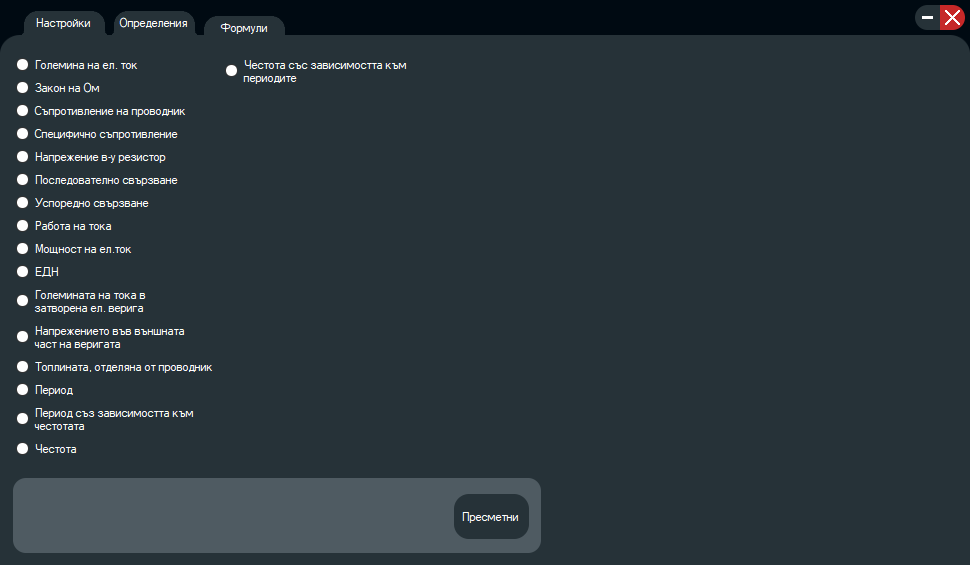 Настройки
Определения
Формули
Големина на ел. ток
Закон на Ом
Съпротивление на проводник
Специфично съпротивление
Напрежение в-у резистор
Последователно свързване
Успоредно свързване
Работа на тока
Мощност на ел.ток
ЕДН
Големината на тока в
затворена ел. верига
Напрежението във външната
част на веригата
Топлината, отделяна от проводник
Период
Период съз зависимостта към
честотата
Честота
Честота със зависимостта към
периодите
Пресметни